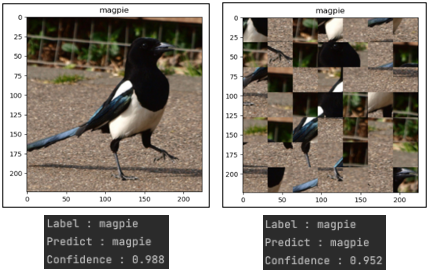 magpie
0
25
50
75
100
125
150
175
200
0 50 100 150 200
Label : magpie
Predict : magpie
Confidence : 0.988
magpie
0
25
50
75
100
125
150
175
200
0 50 100 150 200
Label : magpie
Predict : magpie
Confidence : 0.952